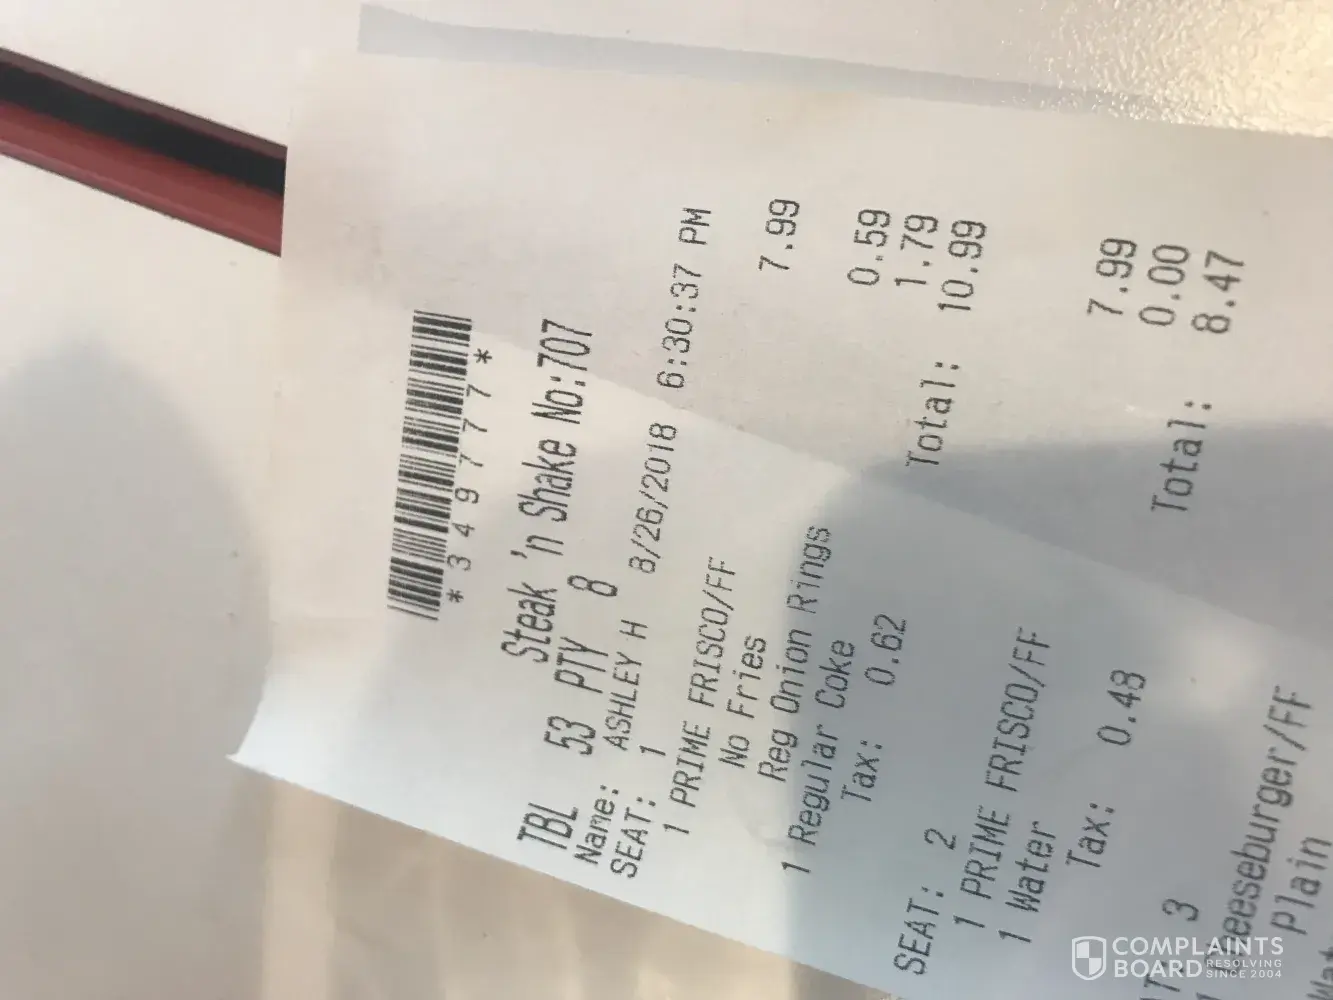 *3497777*
Steak 'n Shake No:707
TBL 53 PTY 8
Name: ASHLEY H 8/26/2018 6:30:37 PM
SEAT: 1
1 PRIME FRISCO/FF 7.99
No Fries
Reg Onion Rings 0.59
1 Regular Coke 1.79
Tax: 0.62 Total: 10.99
SEAT: 2
1 PRIME FRISCO/FF 7.99
1 Water 0.00
Tax: 0.48 Total: 8.47
3
Plain
COMPLAINTS
BOARD RESOLVING
SINCE 2004